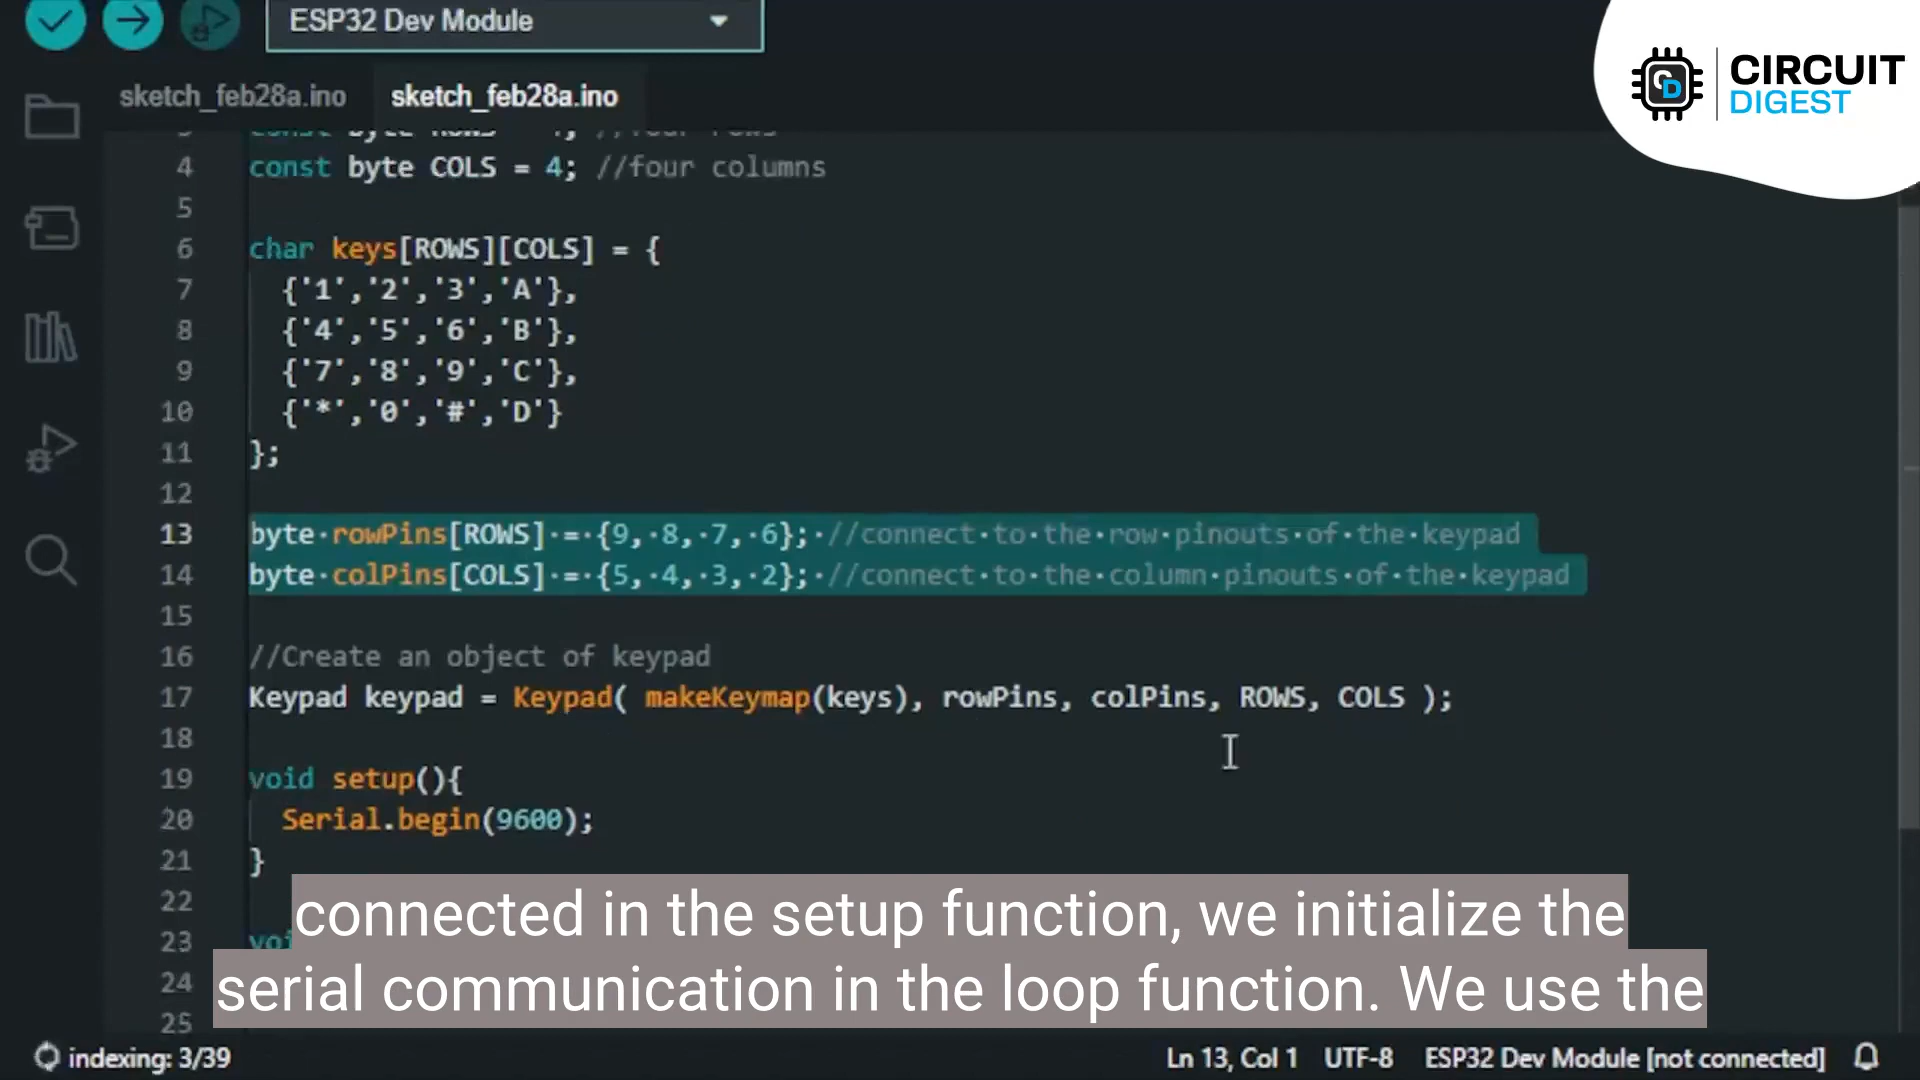 ESP32 Dev Module
CIRCUIT
DIGEST
sketch_feb28a.ino
sketch_feb28a.ino
4 const byte COLS = 4; //four columns
5
6 char keys[ROWS][COLS] = {
7 {'1','2','3','A'},
8 {'4','5','6','B'},
9 {'7','8','9','C'},
10 {'*','0','#','D'}
11 };
12
13 byte rowPins[ROWS] = {9, 8, 7, 6}; //connect to the row pinouts of the keypad
14 byte colPins[COLS] = {5, 4, 3, 2}; //connect to the column pinouts of the keypad
15
16 //Create an object of keypad
17 Keypad keypad = Keypad( makeKeymap(keys), rowPins, colPins, ROWS, COLS );
18
19 void setup(){
20 Serial.begin(9600);
21 }
22
23
24
25
connected in the setup function, we initialize the
serial communication in the loop function. We use the
indexing: 3/39
Ln 13, Col 1
UTF-8
ESP32 Dev Module [not connected]